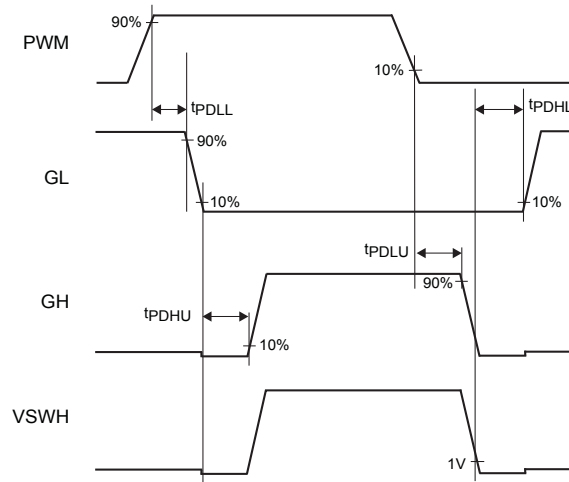 PWM
90%
10%
tPDLL
tPDHL
GL
90%
10%
10%
tPDLU
GH
90%
tPDHU
10%
VSWH
1V